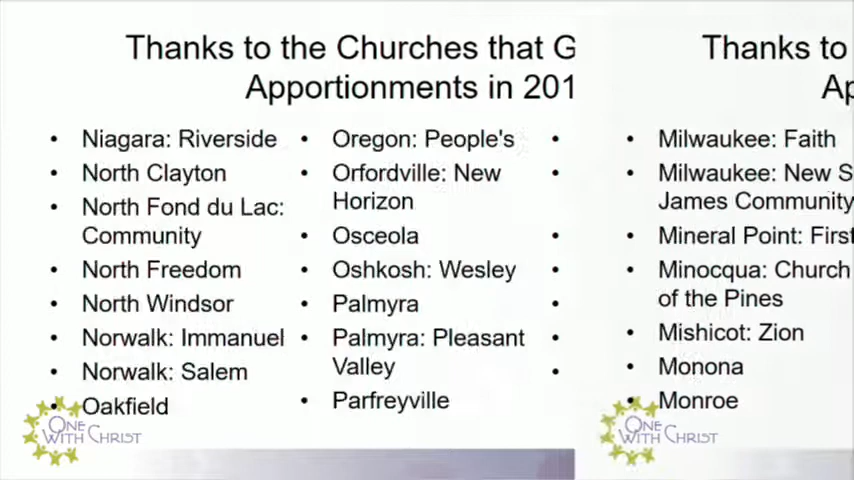 Thanks to the Churches that G
Apportionments in 201
• Niagara: Riverside
• North Clayton
• North Fond du Lac:
Community
• North Freedom
• North Windsor
• Norwalk: Immanuel
• Norwalk: Salem
• Oakfield
• Oregon: People's
• Orfordville: New
Horizon
• Osceola
• Oshkosh: Wesley
• Palmyra
• Palmyra: Pleasant
Valley
• Parfreyville
ONE
WITH CHRIST
Thanks to
Ap
• Milwaukee: Faith
• Milwaukee: New S
James Community
• Mineral Point: First
• Minocqua: Church
of the Pines
• Mishicot: Zion
• Monona
• Monroe
ONE
WITH CHRIST